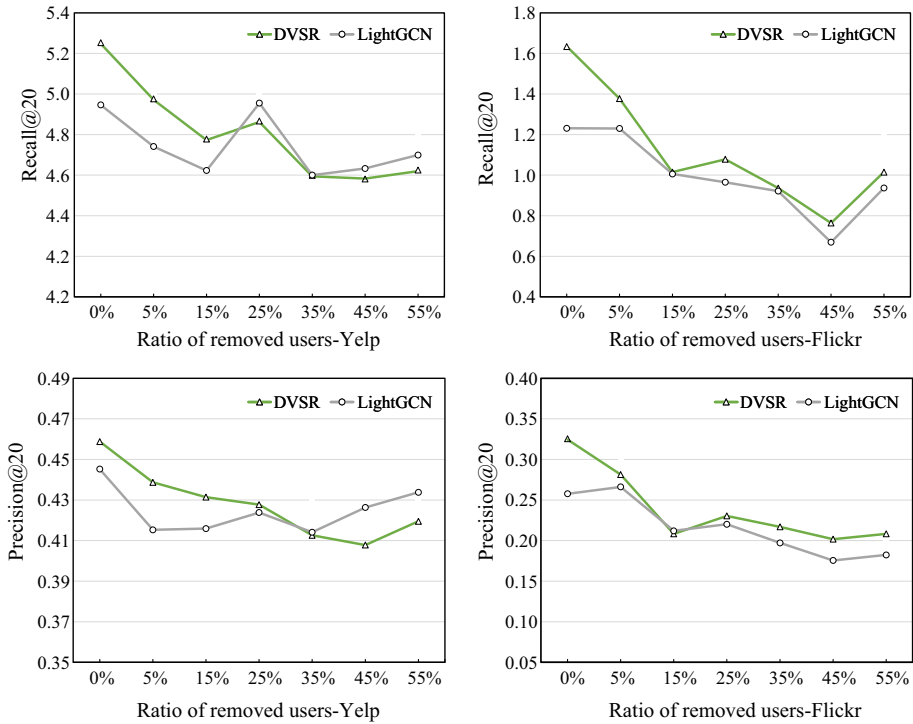 DVSR
LightGCN
Recall@20
5.4
5.2
5.0
4.8
4.6
4.4
4.2
4.2
0% 5% 15% 25% 35% 45% 55%
Ratio of removed users-Yelp
DVSR
LightGCN
Recall@20
1.8
1.6
1.4
1.2
1.0
0.8
0.6
0.4
0% 5% 15% 25% 35% 45% 55%
Ratio of removed users-Flickr
DVSR
LightGCN
Precision@20
0.49
0.47
0.45
0.43
0.41
0.39
0.37
0.35
0% 5% 15% 25% 35% 45% 55%
Ratio of removed users-Yelp
DVSR
LightGCN
Precision@20
0.40
0.35
0.30
0.25
0.20
0.15
0.10
0.05
0% 5% 15% 25% 35% 45% 55%
Ratio of removed users-Flickr